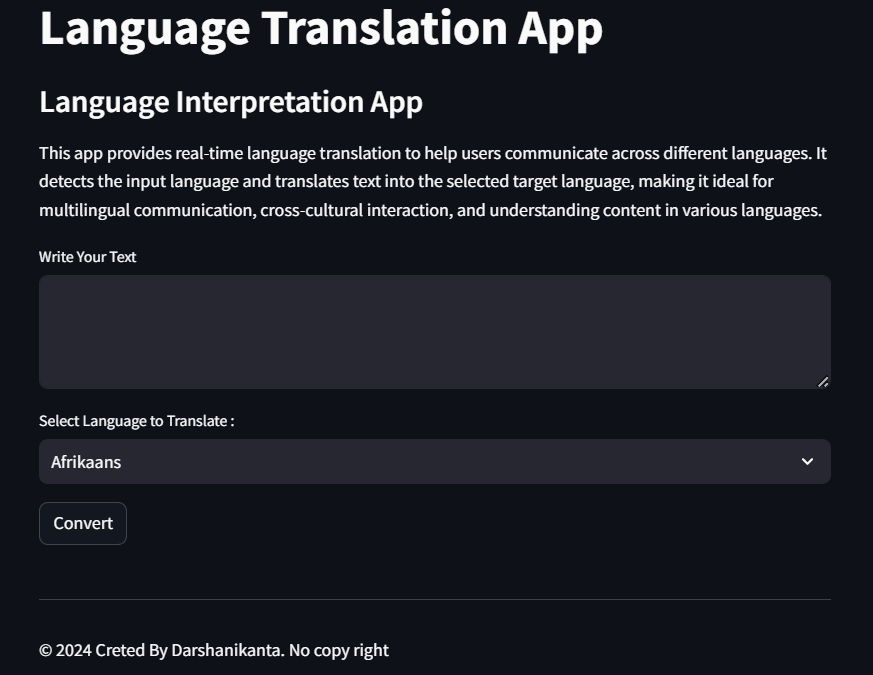 Language Translation App
Language Interpretation App
This app provides real-time language translation to help users communicate across different languages. It
detects the input language and translates text into the selected target language, making it ideal for
multilingual communication, cross-cultural interaction, and understanding content in various languages.
Write Your Text
Select Language to Translate :
Afrikaans
Convert
© 2024 Creted By Darshanikanta. No copy right